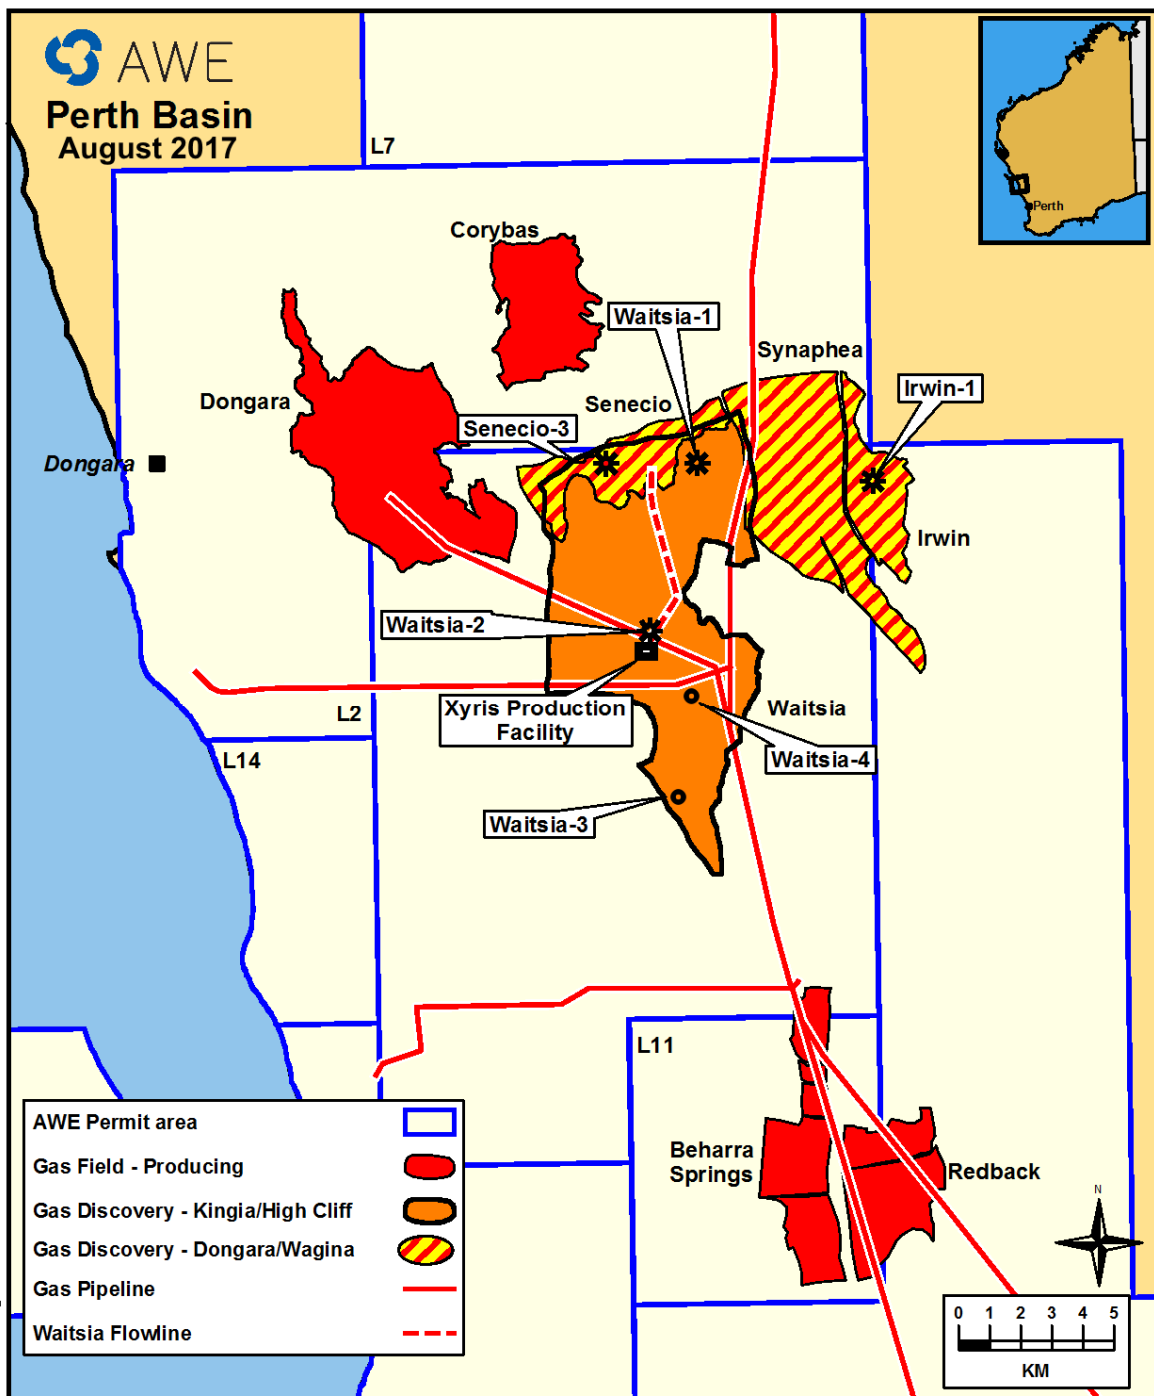 AWE
Perth Basin
August 2017
L7
Perth
Corybas
Waitsia-1
Synaphea
Irwin-1
Dongara
Senecio
Senecio-3
Dongara
Irwin
Waitsia-2
Xyris Production
Facility
Waitsia
L2
L14
Waitsia-4
Waitsia-3
L11
Beharra
Springs
Redback
N
AWE Permit area
Gas Field - Producing
Gas Discovery - Kingia/High Cliff
Gas Discovery - Dongara/Wagina
Gas Pipeline
Waitsia Flowline
0 1 2 3 4 5
KM